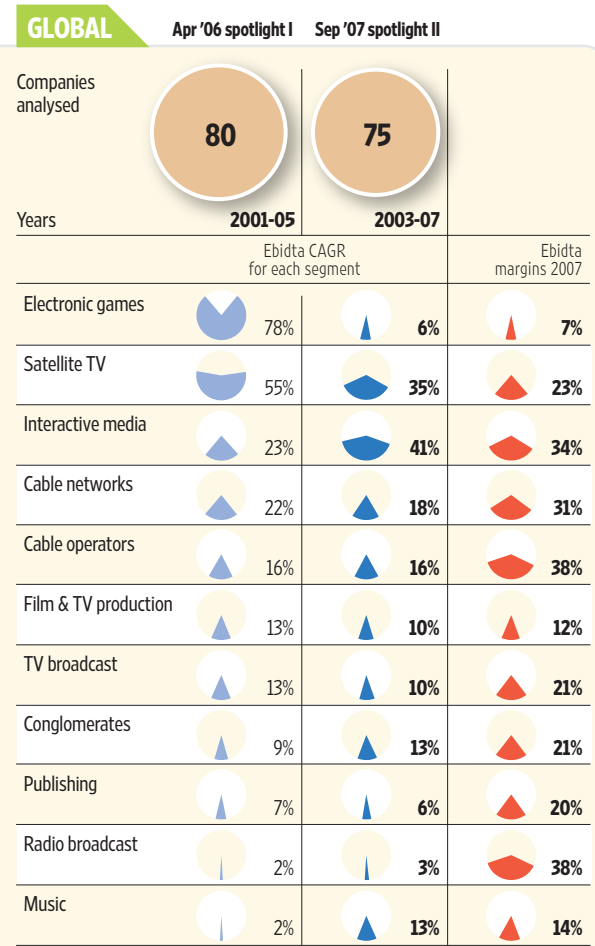 GLOBAL Apr '06 spotlight I Sep '07 spotlight II
Companies
analysed
80 75
Years 2001-05 2003-07
Ebidta CAGR
for each segment
Ebidta
margins 2007
Electronic games 78% 6% 7%
Satellite TV 55% 35% 23%
Interactive media 23% 41% 34%
Cable networks 22% 18% 31%
Cable operators 16% 16% 38%
Film & TV production 13% 10% 12%
TV broadcast 13% 10% 21%
Conglomerates 9% 13% 21%
Publishing 7% 6% 20%
Radio broadcast 2% 3% 38%
Music 2% 13% 14%